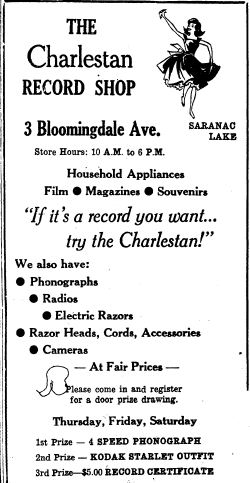 THE
Charlestan
RECORD SHOP
3 Bloomingdale Ave.
SARANAC
LAKE
Store Hours: 10 A.M. to 6 P.M.
Household Appliances
Film ● Magazines ● Souvenirs
"If it's a record you want...
try the Charlestan!"
We also have:
● Phonographs
● Radios
● Electric Razors
● Razor Heads, Cords, Accessories
● Cameras
— At Fair Prices —
Please come in and register
for a door prize drawing.
Thursday, Friday, Saturday
1st Prize — 4 SPEED PHONOGRAPH
2nd Prize — KODAK STARLET OUTFIT
3rd Prize—$5.00 RECORD CERTIFICATE